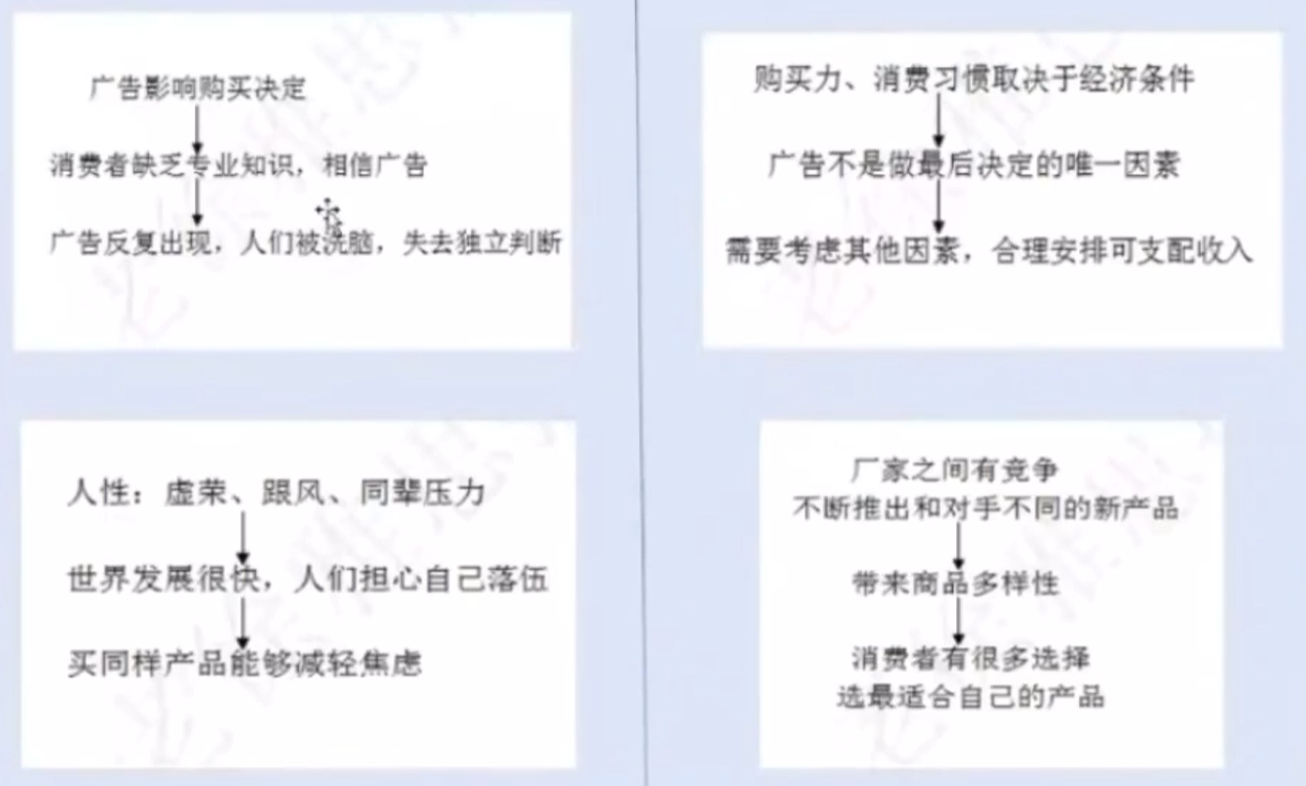 广告影响购买决定
消费者缺乏专业知识，相信广告
广告反复出现，人们被洗脑，失去独立判断
购买力、消费习惯取决于经济条件
广告不是做最后决定的唯一因素
需要考虑其他因素，合理安排可支配收入
人性：虚荣、跟风、同辈压力
世界发展很快，人们担心自己落伍
买同样产品能够减轻焦虑
厂家之间有竞争
不断推出和对手不同的新产品
带来商品多样性
消费者有很多选择
选最适合自己的产品